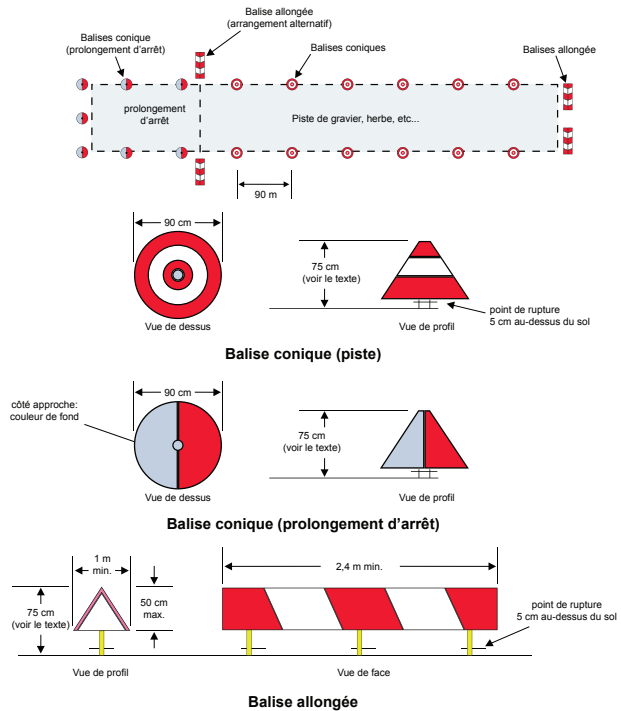 Balise allongée
(arrangement alternatif)
Balises conique
(prolongement d'arrêt)
Balises coniques
Balises allongée
prolongement
d'arrêt
Piste de gravier, herbe, etc...
90 m
90 cm
75 cm
(voir le texte)
point de rupture
5 cm au-dessus du sol
Vue de dessus
Vue de profil
Balise conique (piste)
90 cm
côté approche:
couleur de fond
75 cm
(voir le texte)
Vue de dessus
Vue de profil
Balise conique (prolongement d'arrêt)
1 m
min.
2,4 m min.
75 cm
(voir le texte)
50 cm
max.
point de rupture
5 cm au-dessus du sol
Vue de profil
Vue de face
Balise allongée